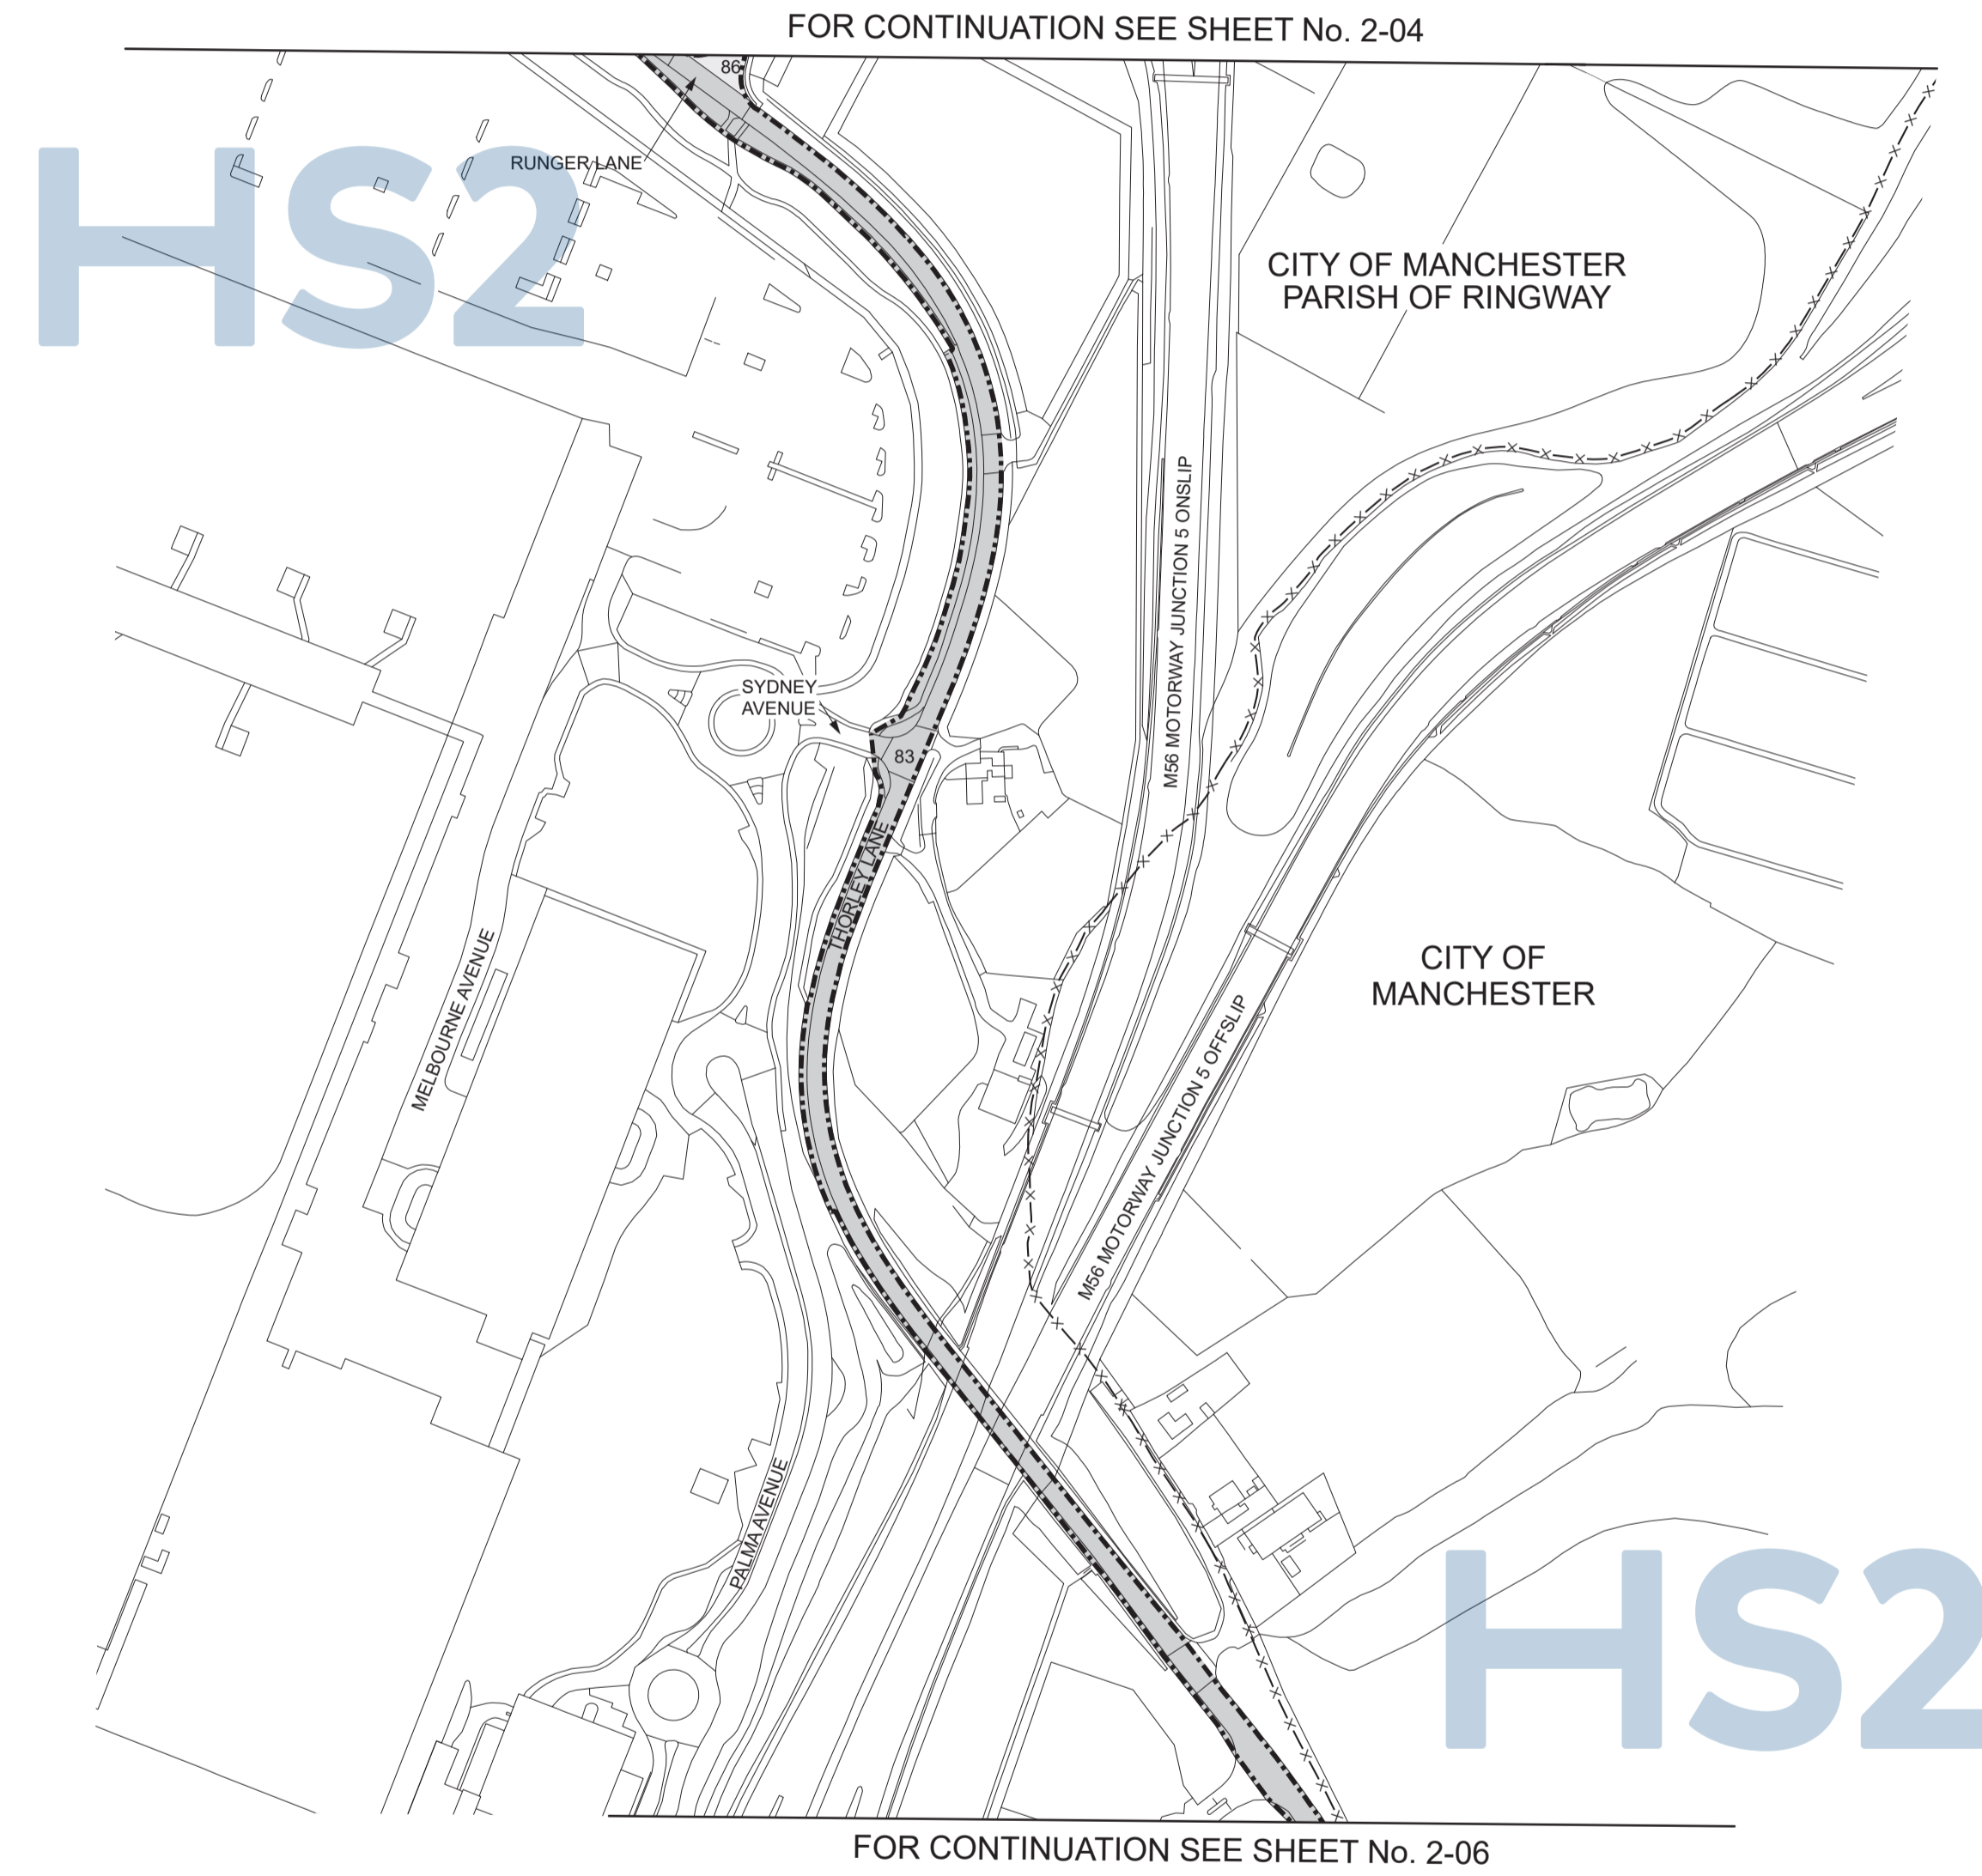 FOR CONTINUATION SEE SHEET No. 2-04
86
RUNGER LANE
HS2
CITY OF MANCHESTER
PARISH OF RINGWAY
M56 MOTORWAY JUNCTION 5 ONSLIP
SYDNEY
AVENUE
83
THORLEY LANE
MELBOURNE AVENUE
CITY OF
MANCHESTER
M56 MOTORWAY JUNCTION 5 OFFSLIP
PALMA AVENUE
HS2
FOR CONTINUATION SEE SHEET No. 2-06